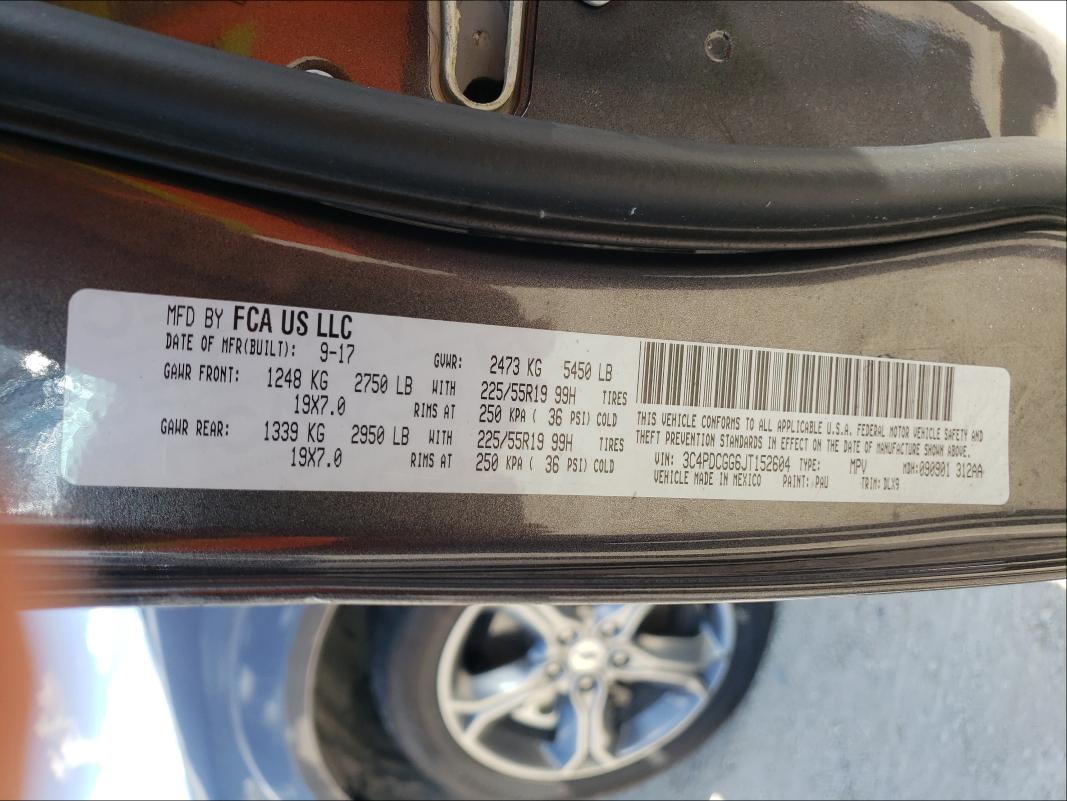 MFD BY FCA US LLC
DATE OF MFR(BUILT): 9-17 GVWR: 2473 KG 5450 LB
GAWR FRONT: 1248 KG 2750 LB WITH 225/55R19 99H TIRES
19X7.0 RIMS AT 250 KPA ( 36 PSI) COLD
GAWR REAR: 1339 KG 2950 LB WITH 225/55R19 99H TIRES
19X7.0 RIMS AT 250 KPA ( 36 PSI) COLD
THIS VEHICLE CONFORMS TO ALL APPLICABLE U.S.A. FEDERAL MOTOR VEHICLE SAFETY AND
THEFT PREVENTION STANDARDS IN EFFECT ON THE DATE OF MANUFACTURE SHOWN ABOVE.
VIN: 3C4PDCGG6JT152604 TYPE: MPV MDH:090901 312AA
VEHICLE MADE IN MEXICO PAINT: PAU TRIM: DLX9